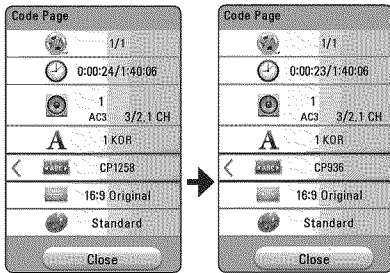 Code Page
1/1
0:00:24/1:40:06
1
AC3 3/2.1 CH
A 1 KOR
CP1258
16:9 Original
Standard
Close
Code Page
1/1
0:00:23/1:40:06
1
AC3 3/2.1 CH
A 1 KOR
CP936
16:9 Original
Standard
Close